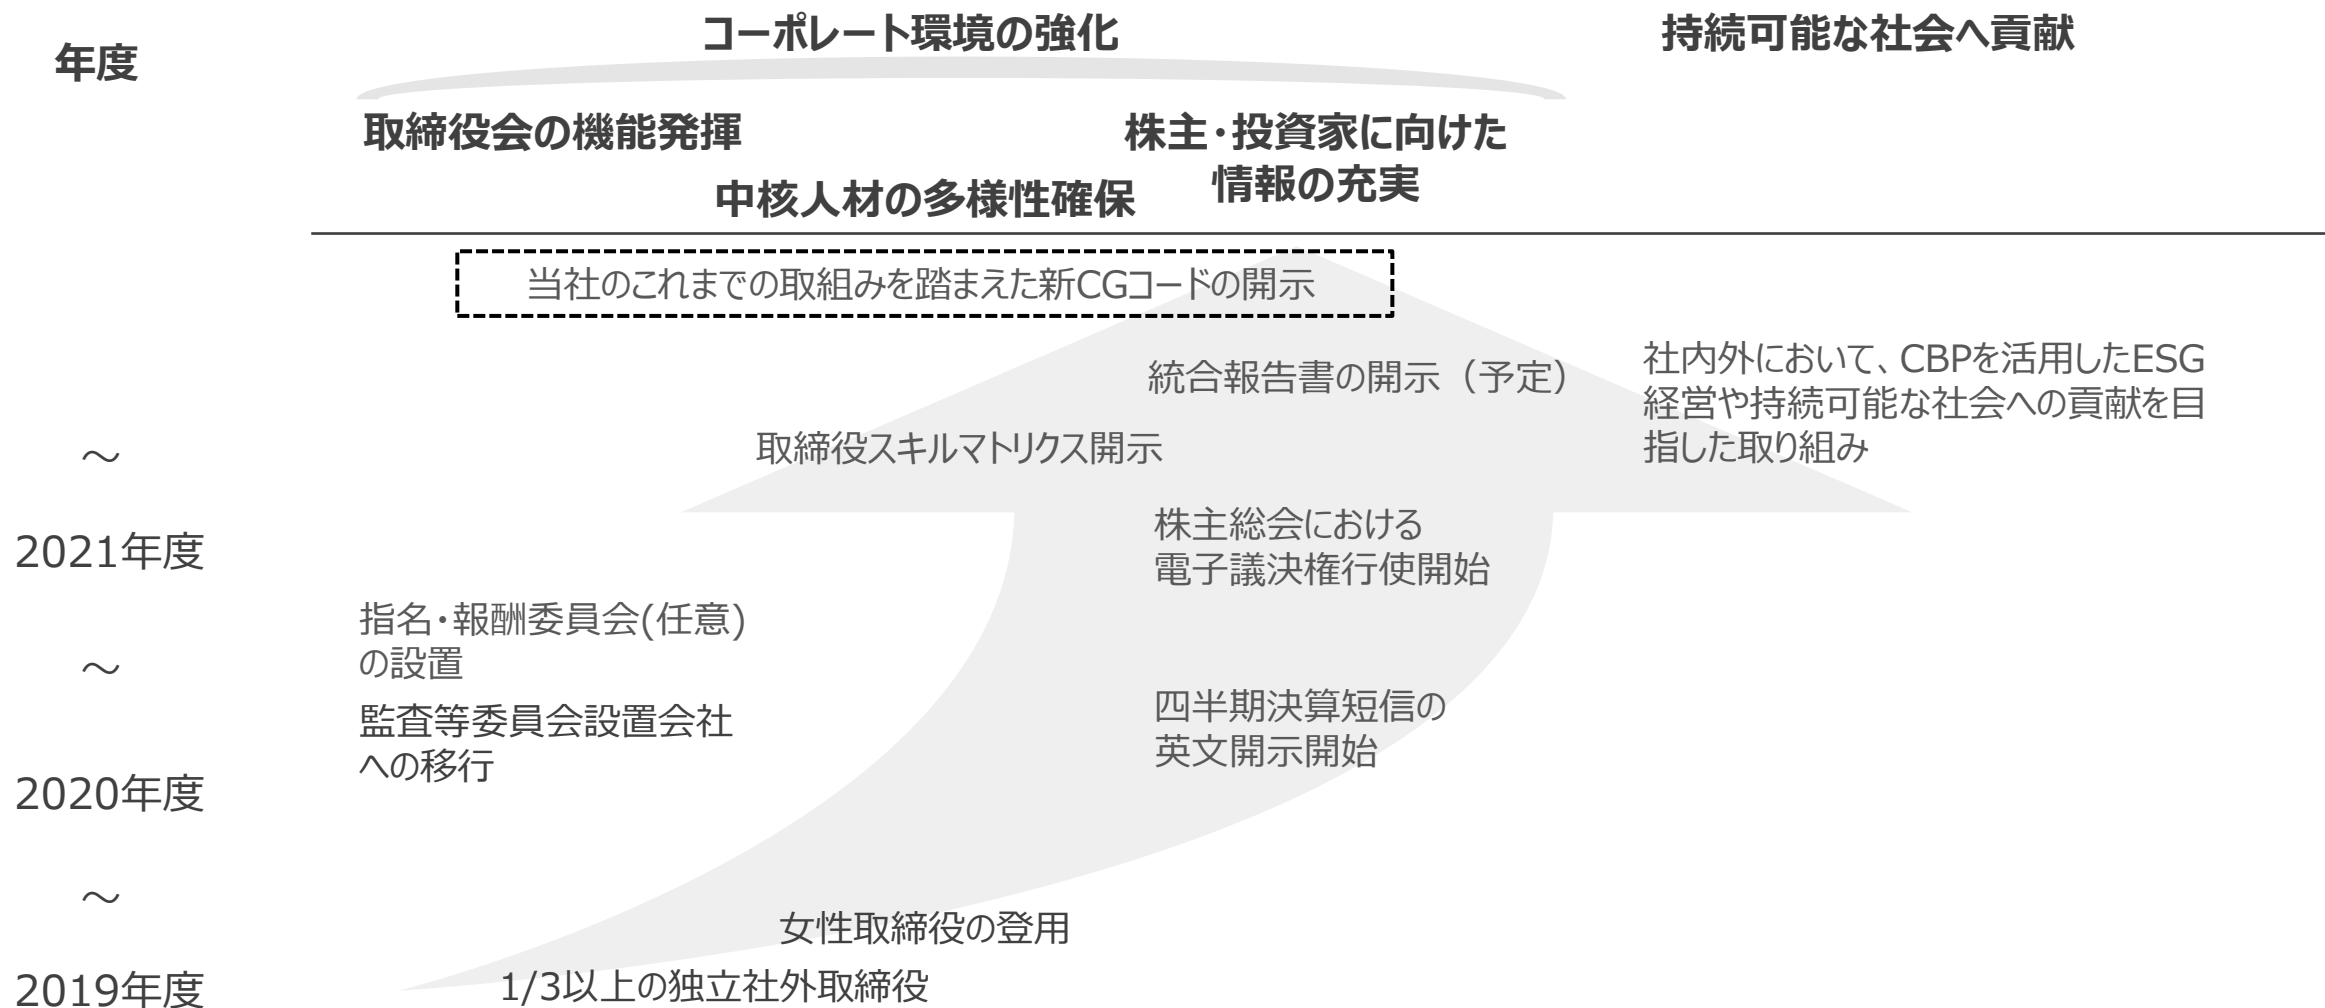 年度
コーポレート環境の強化
持続可能な社会へ貢献
取締役会の機能発揮
中核人材の多様性確保
株主・投資家に向けた
情報の充実
当社のこれまでの取組みを踏まえた新CGコードの開示
統合報告書の開示（予定）
社内外において、CBPを活用したESG
経営や持続可能な社会への貢献を目
指した取り組み
～
取締役スキルマトリクス開示
2021年度
株主総会における
電子議決権行使開始
指名・報酬委員会(任意)
の設置
～
監査等委員会設置会社
への移行
四半期決算短信の
英文開示開始
2020年度
～
女性取締役の登用
2019年度
1/3以上の独立社外取締役